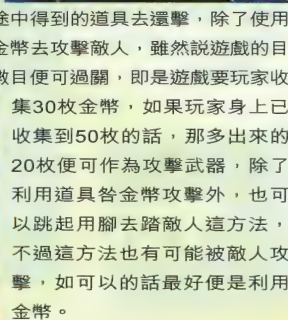 途中得到的道具去還擊,除了使用
金幣去攻擊敵人,雖然説遊戲的目
數目便可過關,即是遊戲要玩家收
集30枚金幣,如果玩家身上已
收集到50枚的話,那多出來的
20枚便可作為攻擊武器,除了
利用道具咎金幣攻擊外,也可
以跳起用腳去踏敵人這方法,
不過這方法也有可能被敵人攻
擊,如可以的話最好便是利用
金幣。